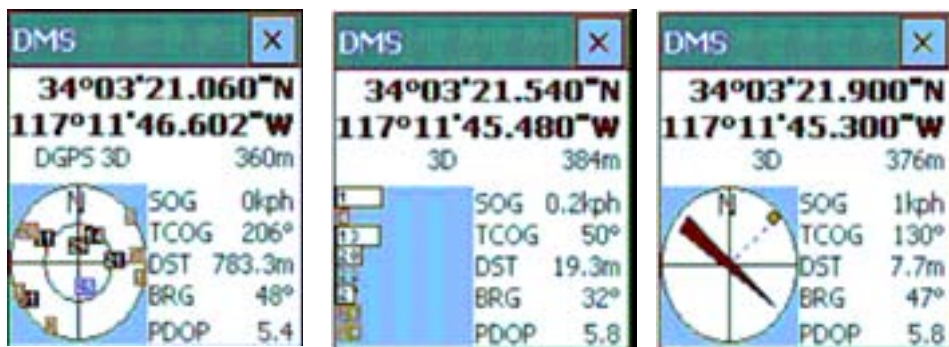 DMS
34°03'21.060"N
117°11'46.602"W
DGPS 3D 360m
N
SOG 0kph
TCOG 206°
DST 783.3m
BRG 48°
PDOP 5.4
DMS
34°03'21.540"N
117°11'45.480"W
3D 384m
SOG 0.2kph
TCOG 50°
DST 19.3m
BRG 32°
PDOP 5.8
DMS
34°03'21.900"N
117°11'45.300"W
3D 376m
N
SOG 1kph
TCOG 130°
DST 7.7m
BRG 47°
PDOP 5.8